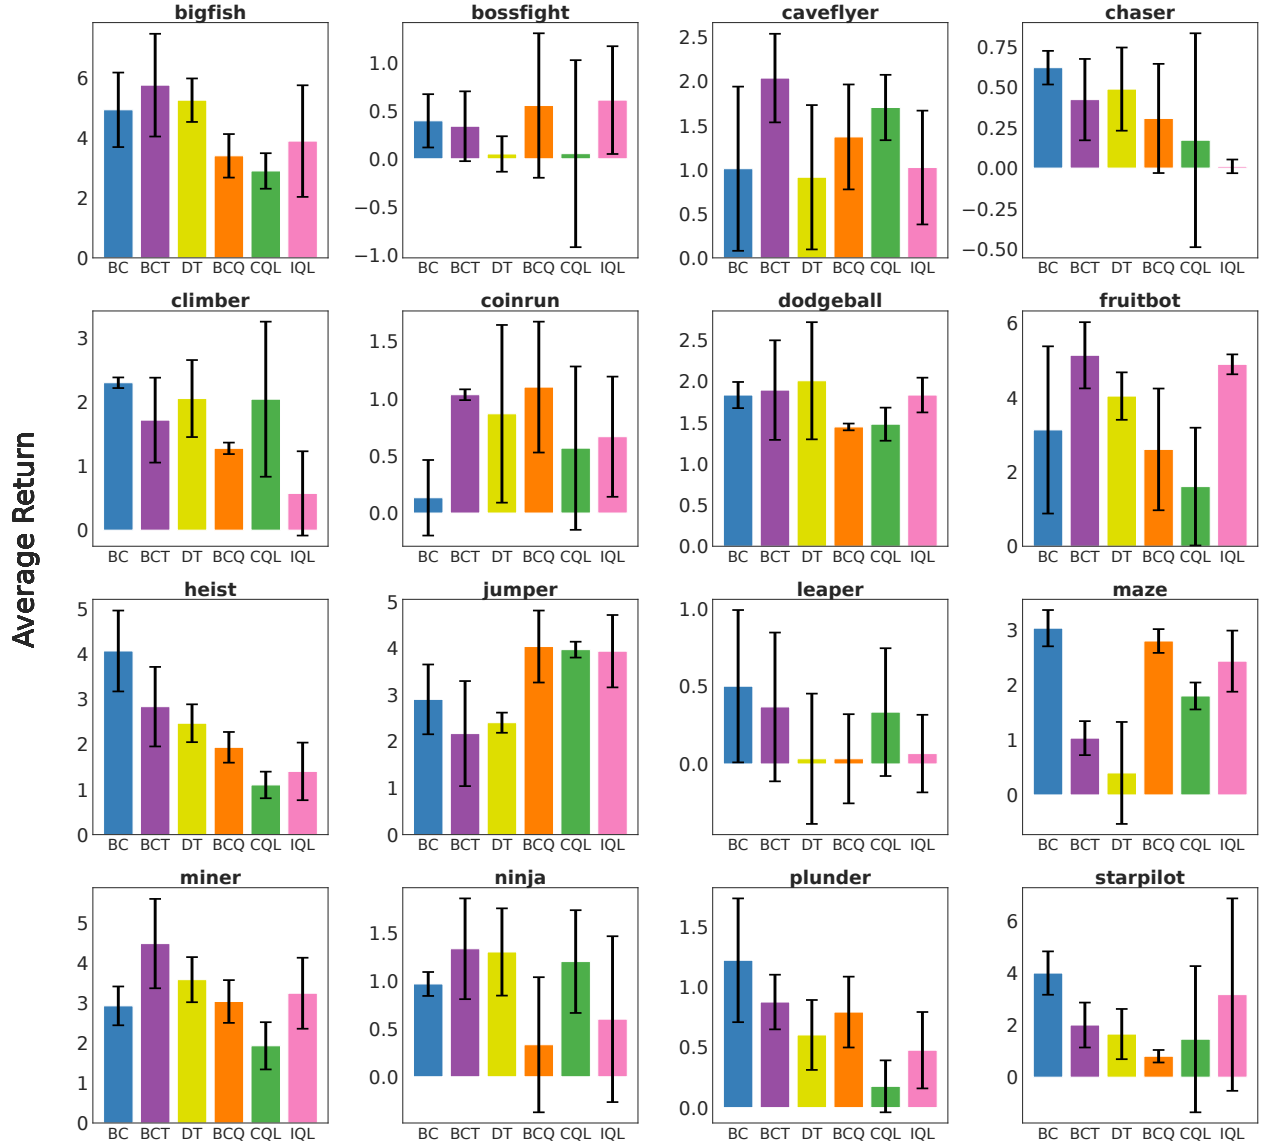 Average Return
bigfish
6
4
2
0
BC BCT DT BCQ CQL IQL
bossfight
1.0
0.5
0.0
−0.5
−1.0
BC BCT DT BCQ CQL IQL
caveflyer
2.5
2.0
1.5
1.0
0.5
0.0
BC BCT DT BCQ CQL IQL
chaser
0.75
0.50
0.25
0.00
−0.25
−0.50
BC BCT DT BCQ CQL IQL
climber
3
2
1
0
BC BCT DT BCQ CQL IQL
coinrun
1.5
1.0
0.5
0.0
BC BCT DT BCQ CQL IQL
dodgeball
2.5
2.0
1.5
1.0
0.5
0.0
BC BCT DT BCQ CQL IQL
fruitbot
6
4
2
0
BC BCT DT BCQ CQL IQL
heist
5
4
3
2
1
0
BC BCT DT BCQ CQL IQL
jumper
5
4
3
2
1
0
BC BCT DT BCQ CQL IQL
leaper
1.0
0.5
0.0
BC BCT DT BCQ CQL IQL
maze
3
2
1
0
BC BCT DT BCQ CQL IQL
miner
5
4
3
2
1
0
BC BCT DT BCQ CQL IQL
ninja
1.5
1.0
0.5
0.0
BC BCT DT BCQ CQL IQL
plunder
1.5
1.0
0.5
0.0
BC BCT DT BCQ CQL IQL
starpilot
6
4
2
0
BC BCT DT BCQ CQL IQL